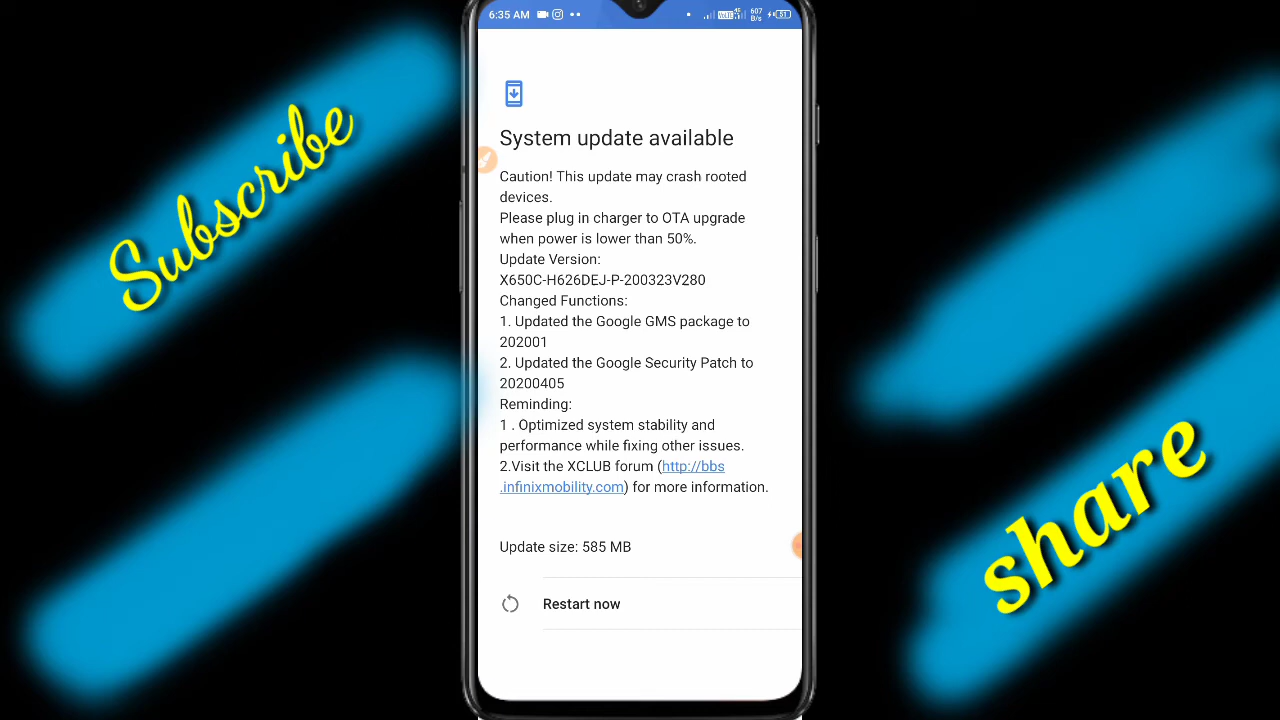 Subscribe
6:35 AM
607
B/s
51
System update available
Caution! This update may crash rooted
devices.
Please plug in charger to OTA upgrade
when power is lower than 50%.
Update Version:
X650C-H626DEJ-P-200323V280
Changed Functions:
1. Updated the Google GMS package to
202001
2. Updated the Google Security Patch to
20200405
Reminding:
1 . Optimized system stability and
performance while fixing other issues.
2.Visit the XCLUB forum (http://bbs
.infinixmobility.com) for more information.
Update size: 585 MB
Restart now
share